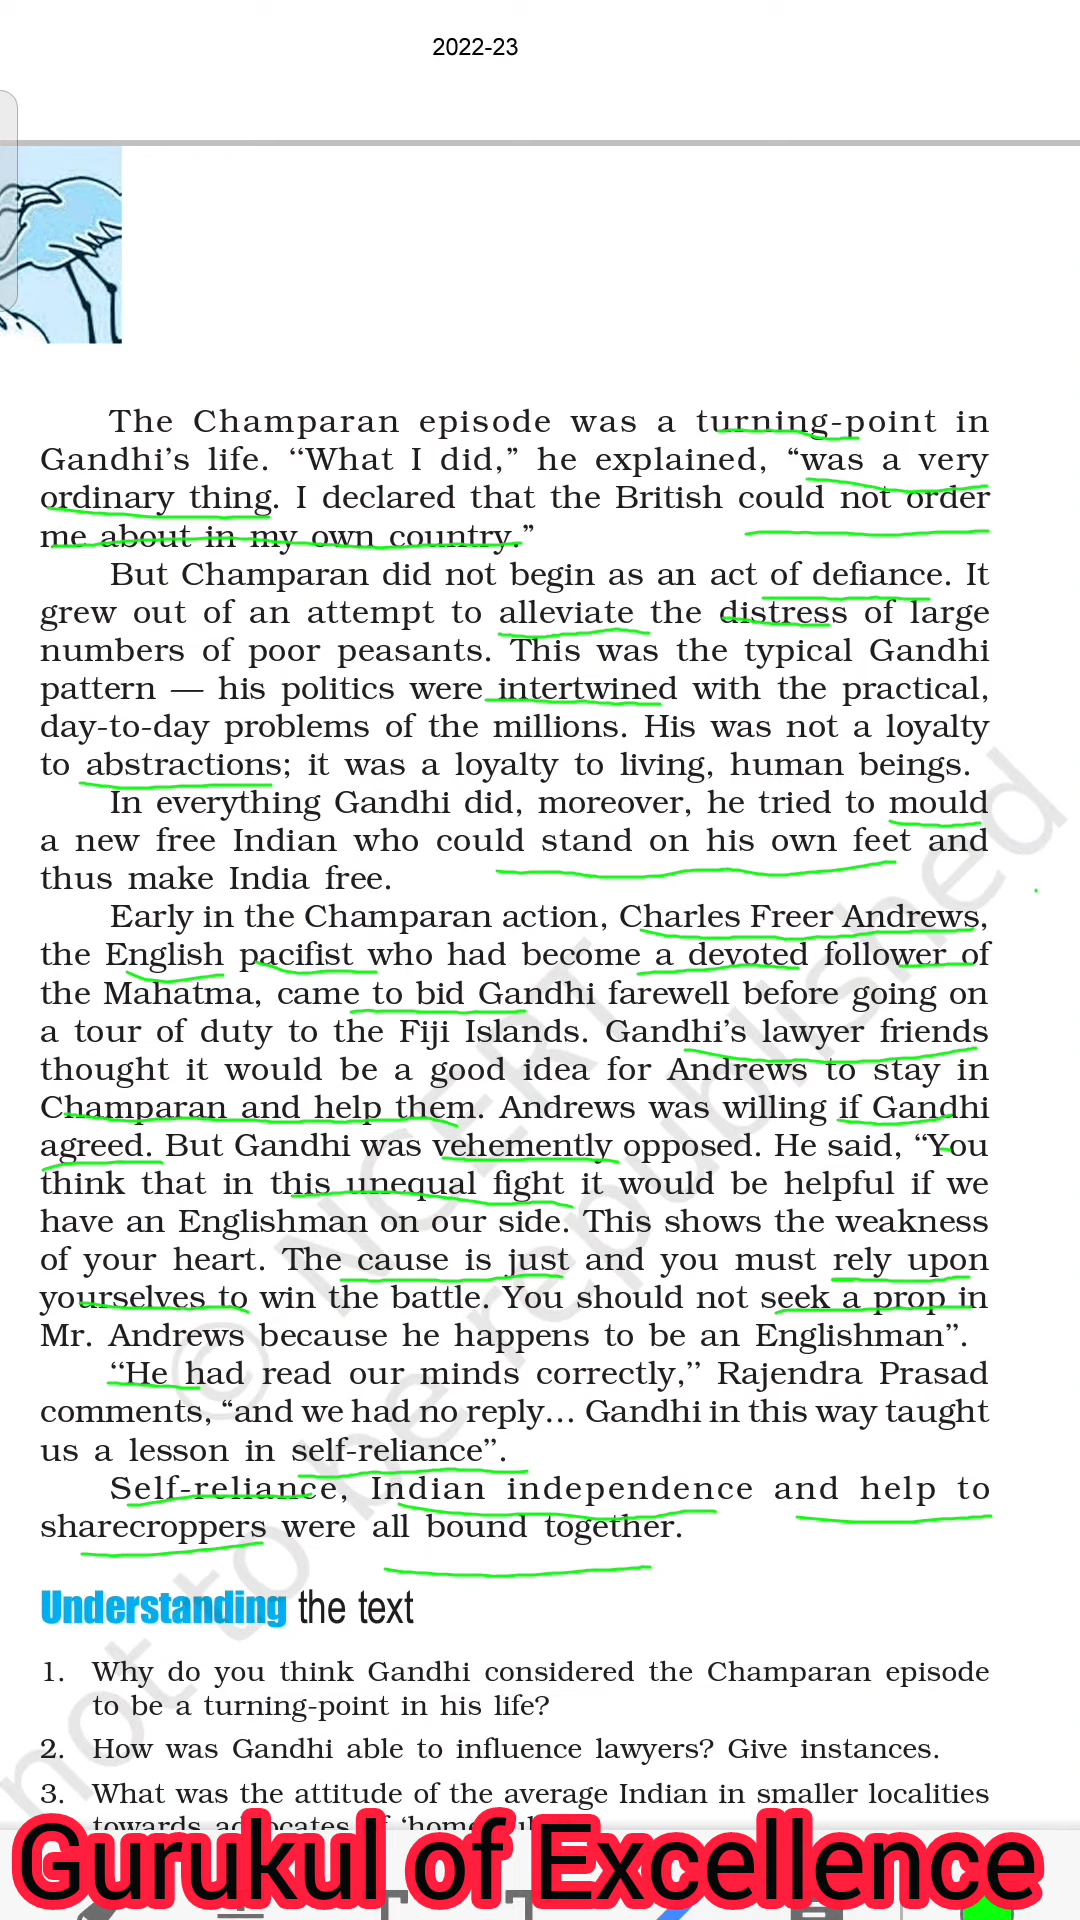 2022-23
The Champaran episode was a turning-point in
Gandhi’s life. ‘‘What I did,” he explained, “was a very
ordinary thing. I declared that the British could not order
me about in my own country.”
But Champaran did not begin as an act of defiance. It
grew out of an attempt to alleviate the distress of large
numbers of poor peasants. This was the typical Gandhi
pattern — his politics were intertwined with the practical,
day-to-day problems of the millions. His was not a loyalty
to abstractions; it was a loyalty to living, human beings.
In everything Gandhi did, moreover, he tried to mould
a new free Indian who could stand on his own feet and
thus make India free.
Early in the Champaran action, Charles Freer Andrews,
the English pacifist who had become a devoted follower of
the Mahatma, came to bid Gandhi farewell before going on
a tour of duty to the Fiji Islands. Gandhi’s lawyer friends
thought it would be a good idea for Andrews to stay in
Champaran and help them. Andrews was willing if Gandhi
agreed. But Gandhi was vehemently opposed. He said, “You
think that in this unequal fight it would be helpful if we
have an Englishman on our side. This shows the weakness
of your heart. The cause is just and you must rely upon
yourselves to win the battle. You should not seek a prop in
Mr. Andrews because he happens to be an Englishman”.
‘‘He had read our minds correctly,’’ Rajendra Prasad
comments, “and we had no reply... Gandhi in this way taught
us a lesson in self-reliance”.
Self-reliance, Indian independence and help to
sharecroppers were all bound together.
Understanding the text
1. Why do you think Gandhi considered the Champaran episode
to be a turning-point in his life?
2. How was Gandhi able to influence lawyers? Give instances.
3. What was the attitude of the average Indian in smaller localities
towards advocates of ‘home
Gurukul of Excellence
© NCERT
not to be republished